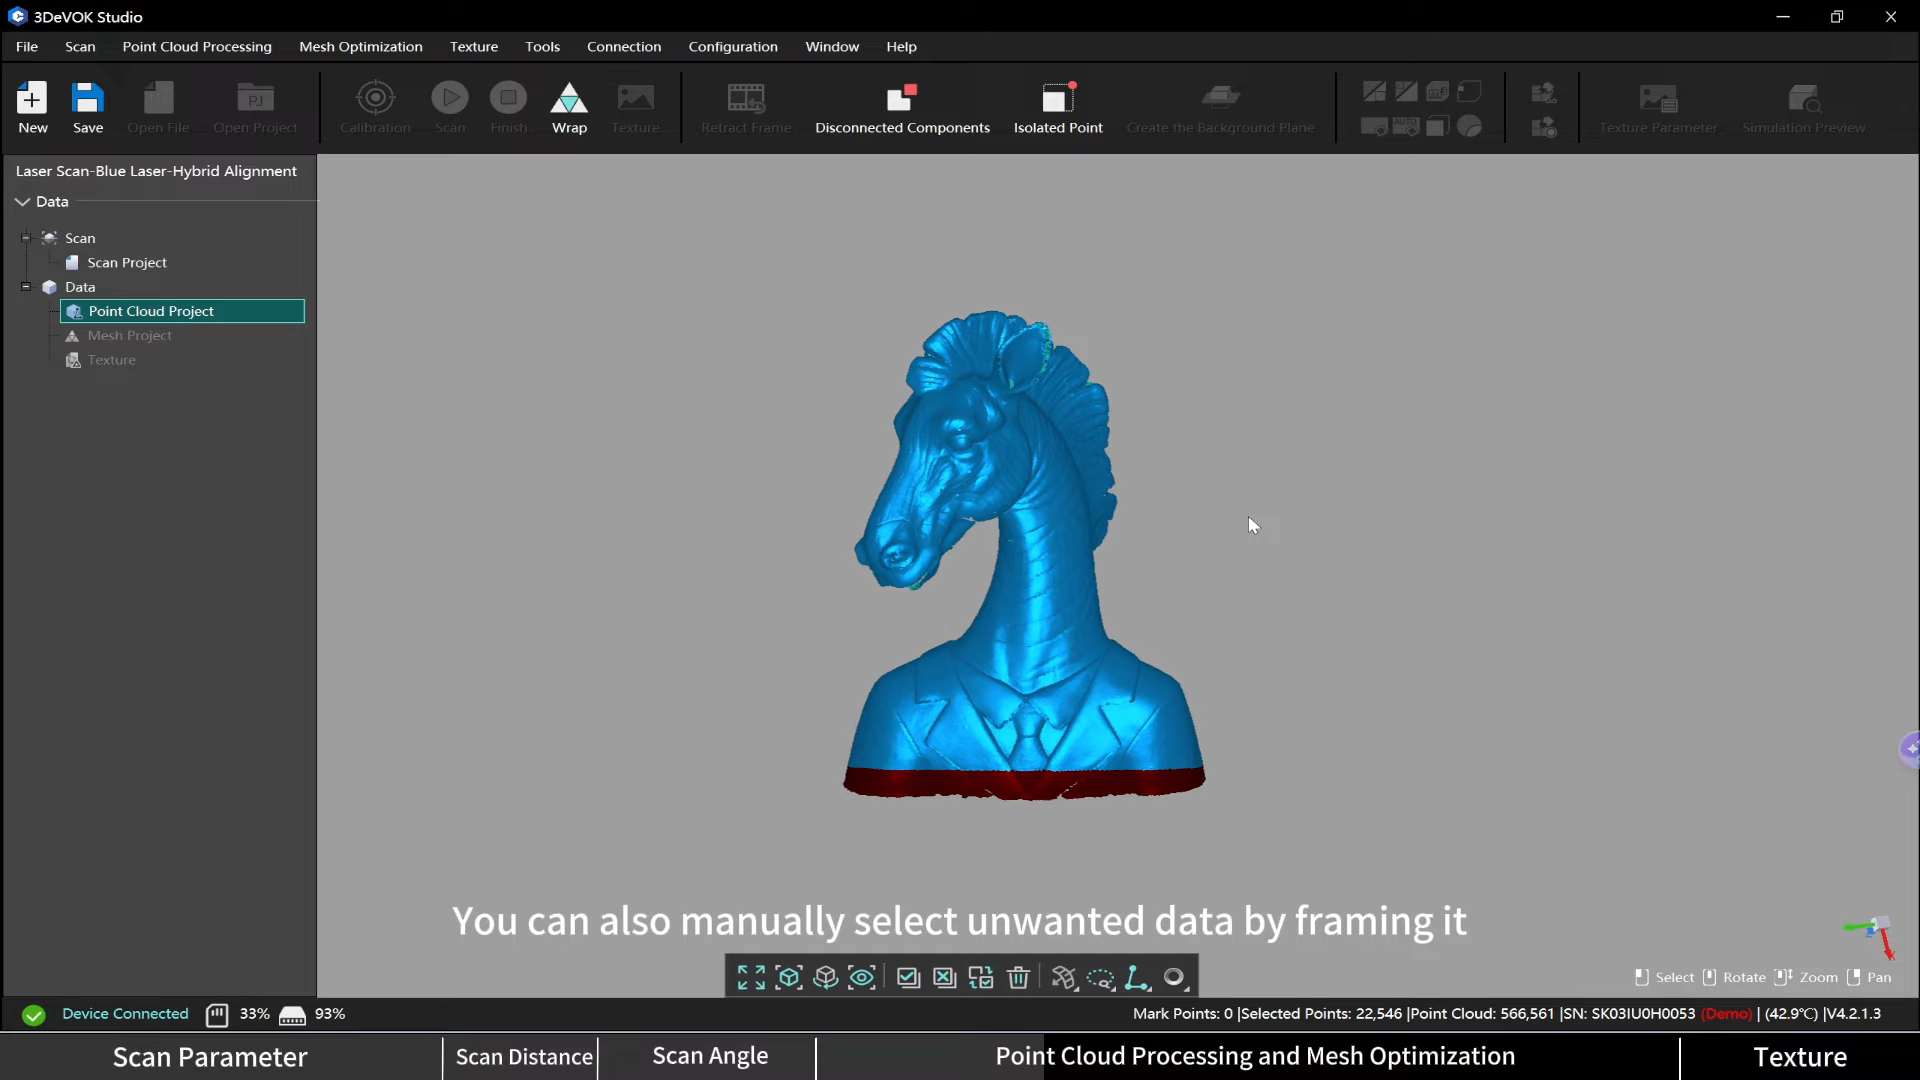 3DeVOK Studio
File Scan Point Cloud Processing Mesh Optimization Texture Tools Connection Configuration Window Help
New Save Open File Open Project Calibration Scan Finish Wrap Texture Retract Frame Disconnected Components Isolated Point Create the Background Plane Texture Parameter Simulation Preview
Laser Scan-Blue Laser-Hybrid Alignment
Data
Scan
Scan Project
Data
Point Cloud Project
Mesh Project
Texture
You can also manually select unwanted data by framing it
Select Rotate Zoom Pan
Device Connected 33% 93% Mark Points: 0 |Selected Points: 22,546 |Point Cloud: 566,561 |SN: SK03IU0H0053 (Demo) | (42.9°C) |V4.2.1.3
Scan Parameter Scan Distance Scan Angle Point Cloud Processing and Mesh Optimization Texture